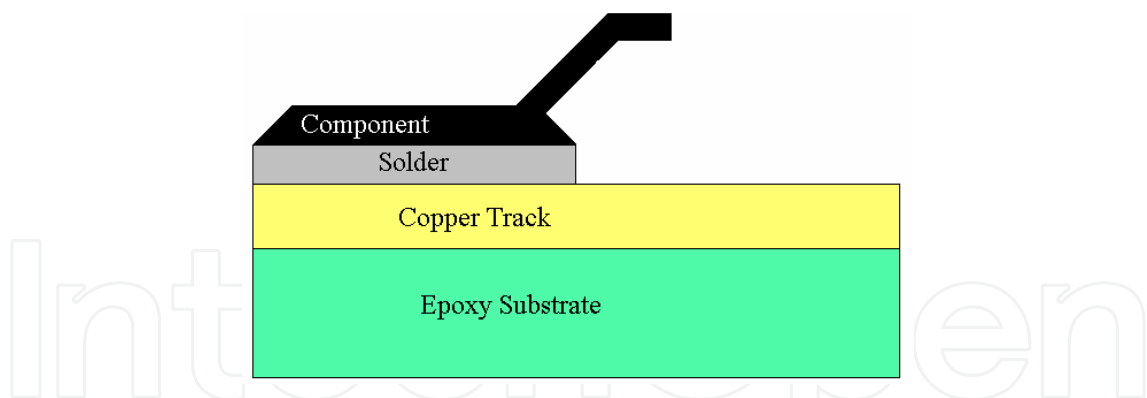 Component
Solder
Copper Track
Epoxy Substrate
IntechOpen